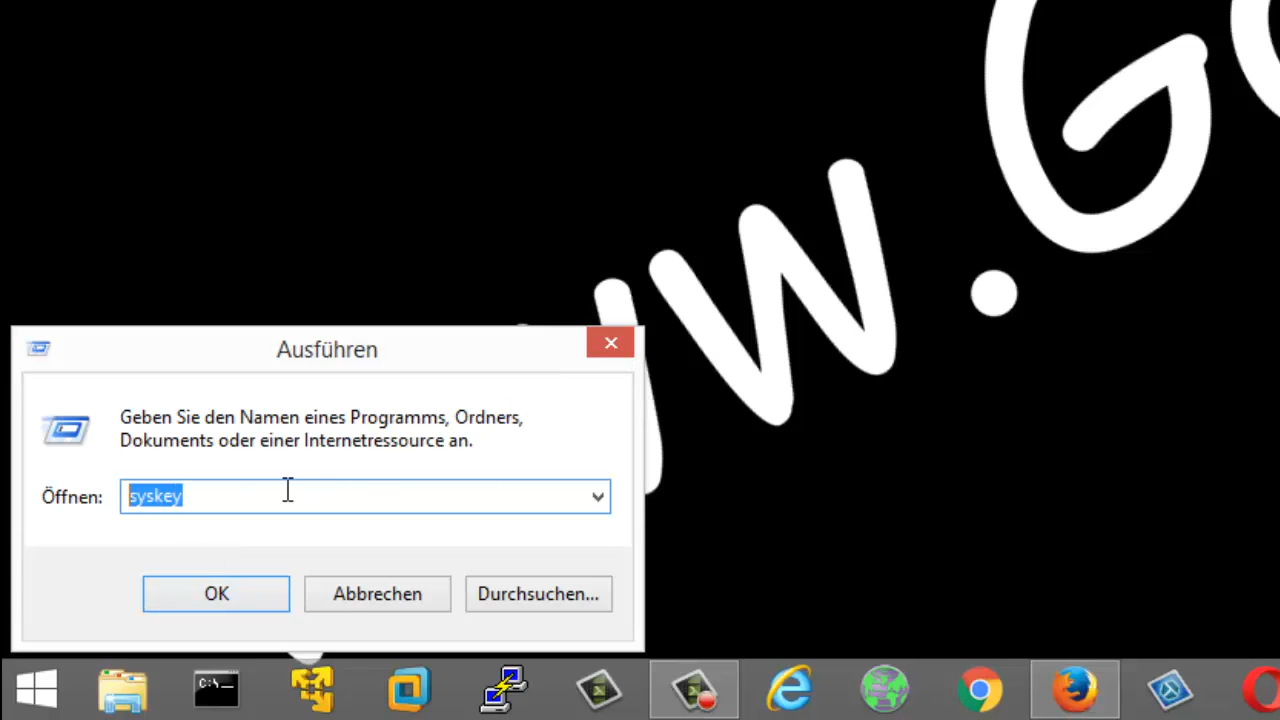 W.G
Ausführen
Geben Sie den Namen eines Programms, Ordners,
Dokuments oder einer Internetressource an.
Öffnen: syskey
OK Abbrechen Durchsuchen...
C:\_